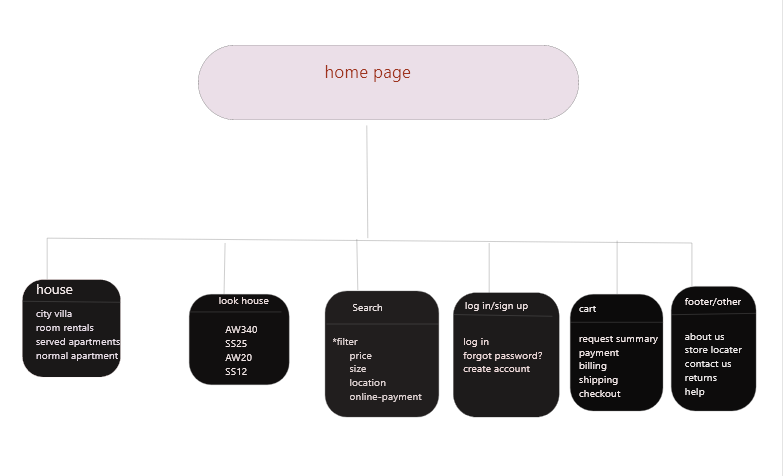 home page
house
city villa
room rentals
served apartments
normal apartment
look house
AW340
SS25
AW20
SS12
Search
*filter
price
size
location
online-payment
log in/sign up
log in
forgot password?
create account
cart
request summary
payment
billing
shipping
checkout
footer/other
about us
store locater
contact us
returns
help